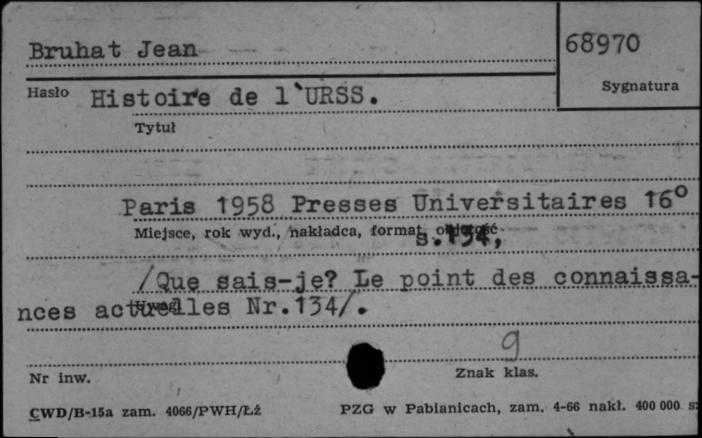 Bruhat Jean
68970
Hasło
Sygnatura
Histoire de l'URSS.
Tytuł
Paris 1958 Presses Universitaires 16°
Miejsce, rok wyd., nakładca, format, objętość
s.134,
/Que sais-je? Le point des connaissa-
nces actuelles Nr.134/.
Uwagi
g
Nr inw.
Znak klas.
CWD/B-15a zam. 4066/PWH/Łź
PZG w Pabianicach, zam. 4-66 nakł. 400 000